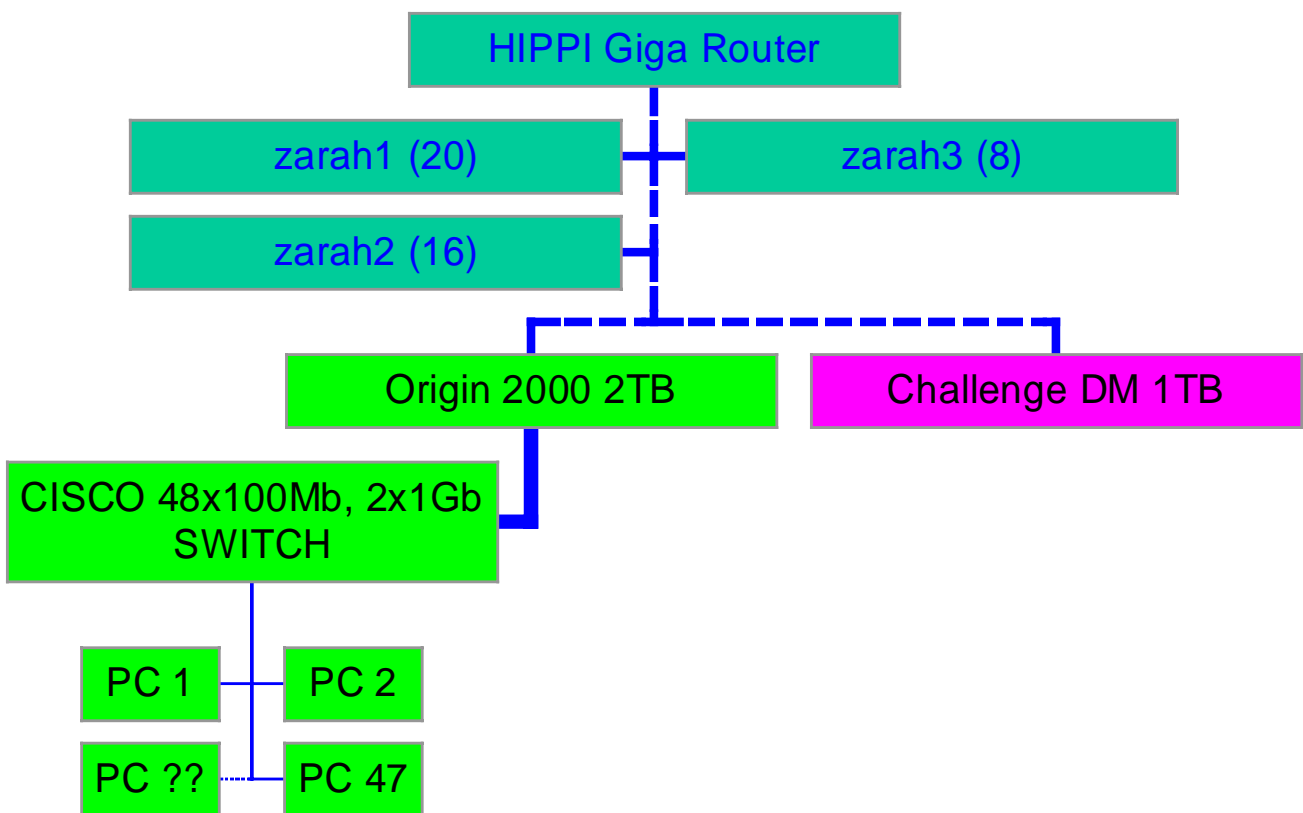 HIPPI Giga Router
zarah1 (20)
zarah3 (8)
zarah2 (16)
Origin 2000 2TB
Challenge DM 1TB
CISCO 48x100Mb, 2x1Gb
SWITCH
PC 1
PC 2
PC ??
PC 47